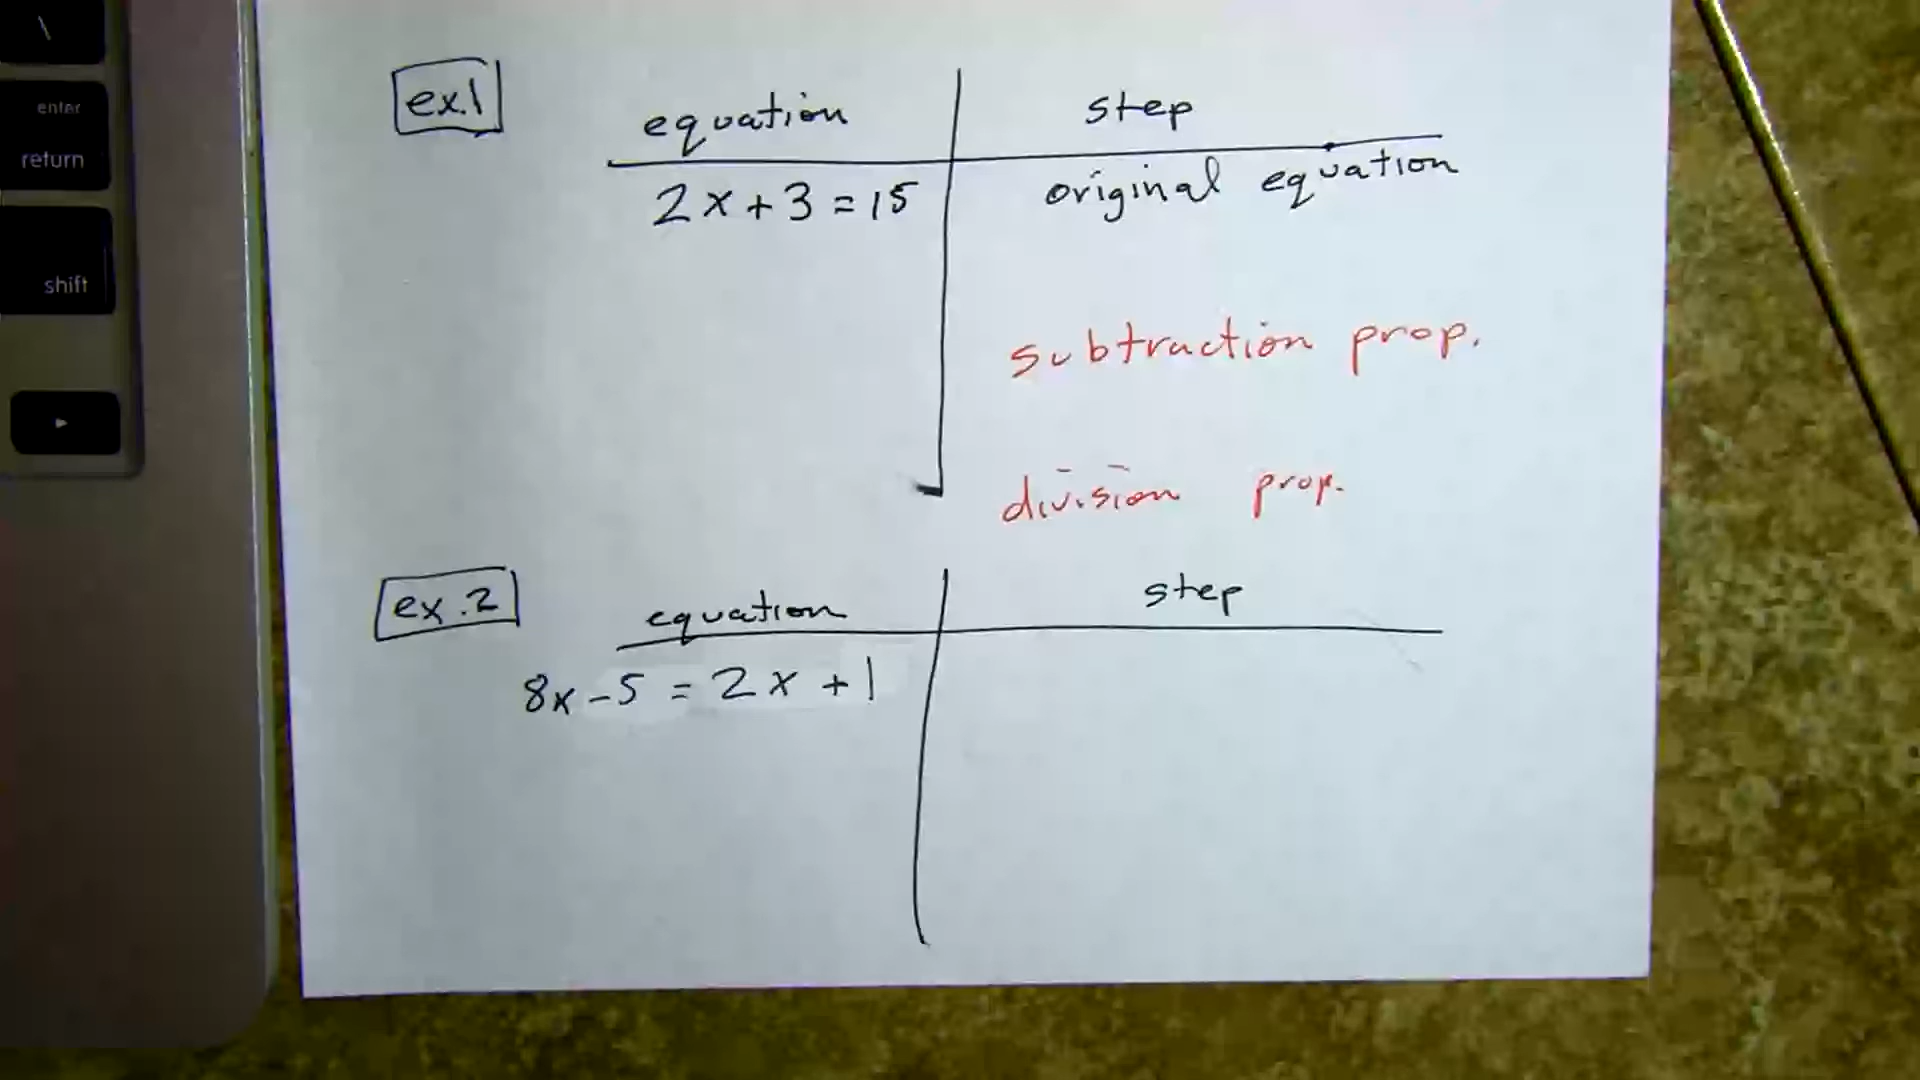 \
enter
return
shift
ex.1
equation step
2x+3=15 original equation
subtraction prop.
division prop.
ex.2
equation step
8x-5=2x+1